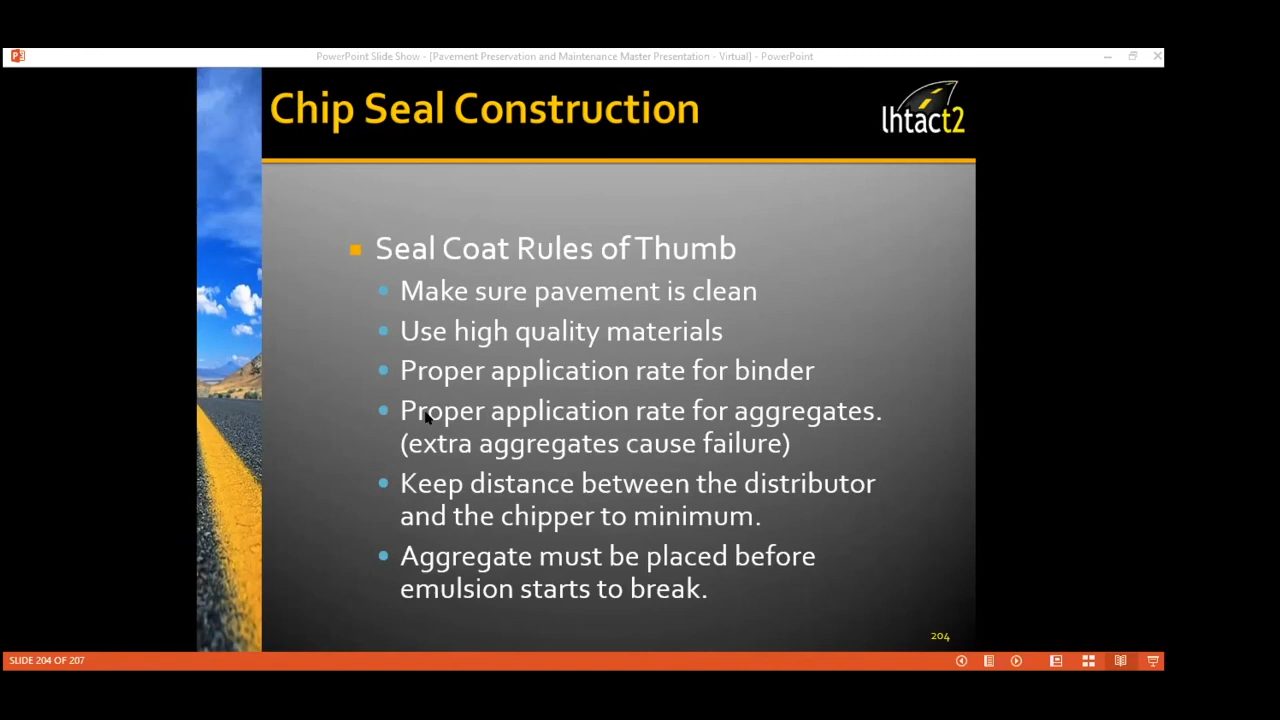 PowerPoint Slide Show - [Pavement Preservation and Maintenance Master Presentation - Virtual] - PowerPoint
Chip Seal Construction
lhtact2
Seal Coat Rules of Thumb
Make sure pavement is clean
Use high quality materials
Proper application rate for binder
Proper application rate for aggregates.
(extra aggregates cause failure)
Keep distance between the distributor
and the chipper to minimum.
Aggregate must be placed before
emulsion starts to break.
204
SLIDE 204 OF 207